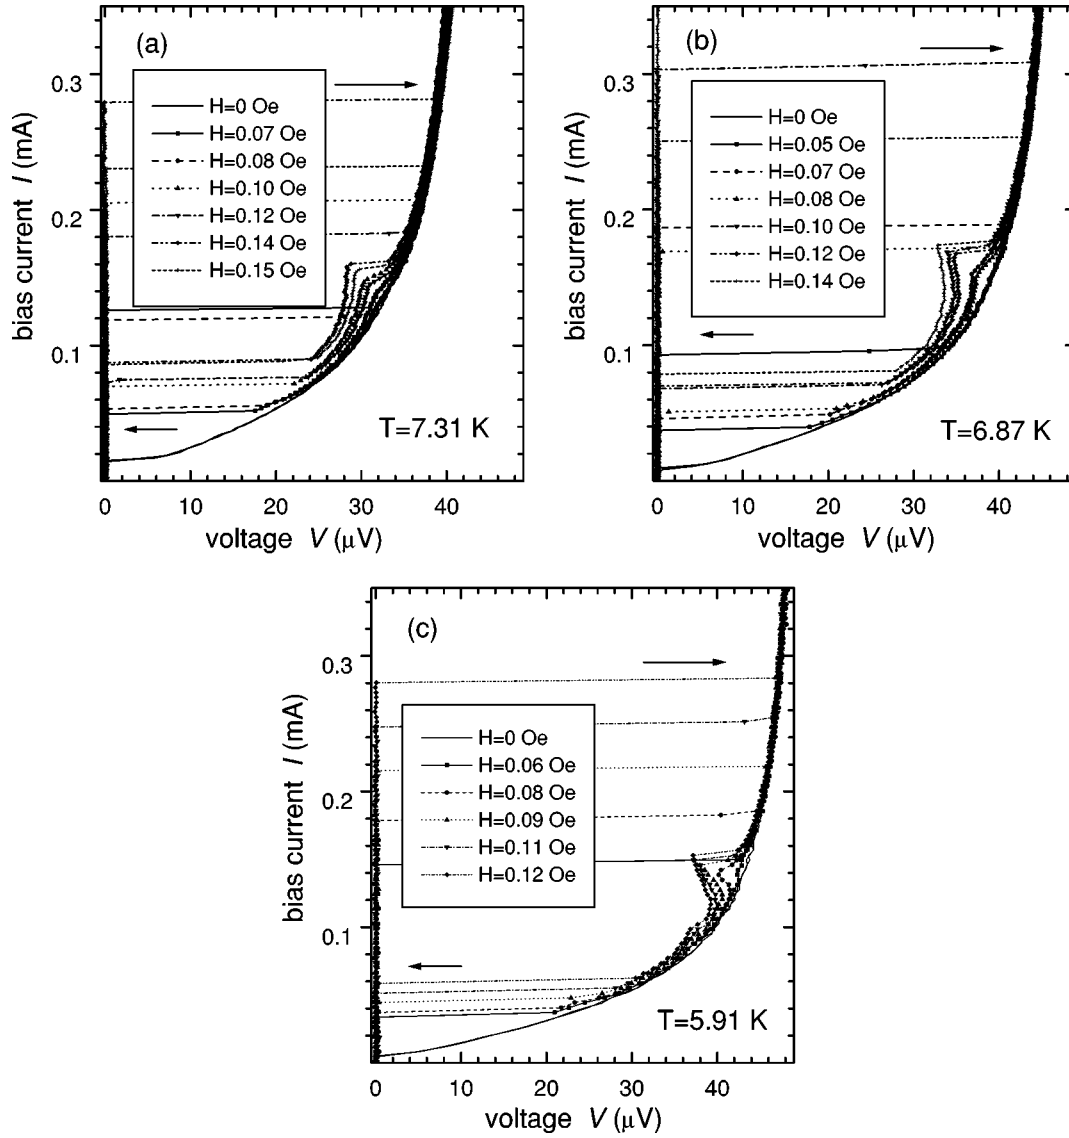 (a)
H=0 Oe
H=0.07 Oe
H=0.08 Oe
H=0.10 Oe
H=0.12 Oe
H=0.14 Oe
H=0.15 Oe
T=7.31 K
0.3
0.2
0.1
bias current I (mA)
0 10 20 30 40
voltage V (μV)
(b)
H=0 Oe
H=0.05 Oe
H=0.07 Oe
H=0.08 Oe
H=0.10 Oe
H=0.12 Oe
H=0.14 Oe
T=6.87 K
0.3
0.2
0.1
bias current I (mA)
0 10 20 30 40
voltage V (μV)
(c)
H=0 Oe
H=0.06 Oe
H=0.08 Oe
H=0.09 Oe
H=0.11 Oe
H=0.12 Oe
T=5.91 K
0.3
0.2
0.1
bias current I (mA)
0 10 20 30 40
voltage V (μV)